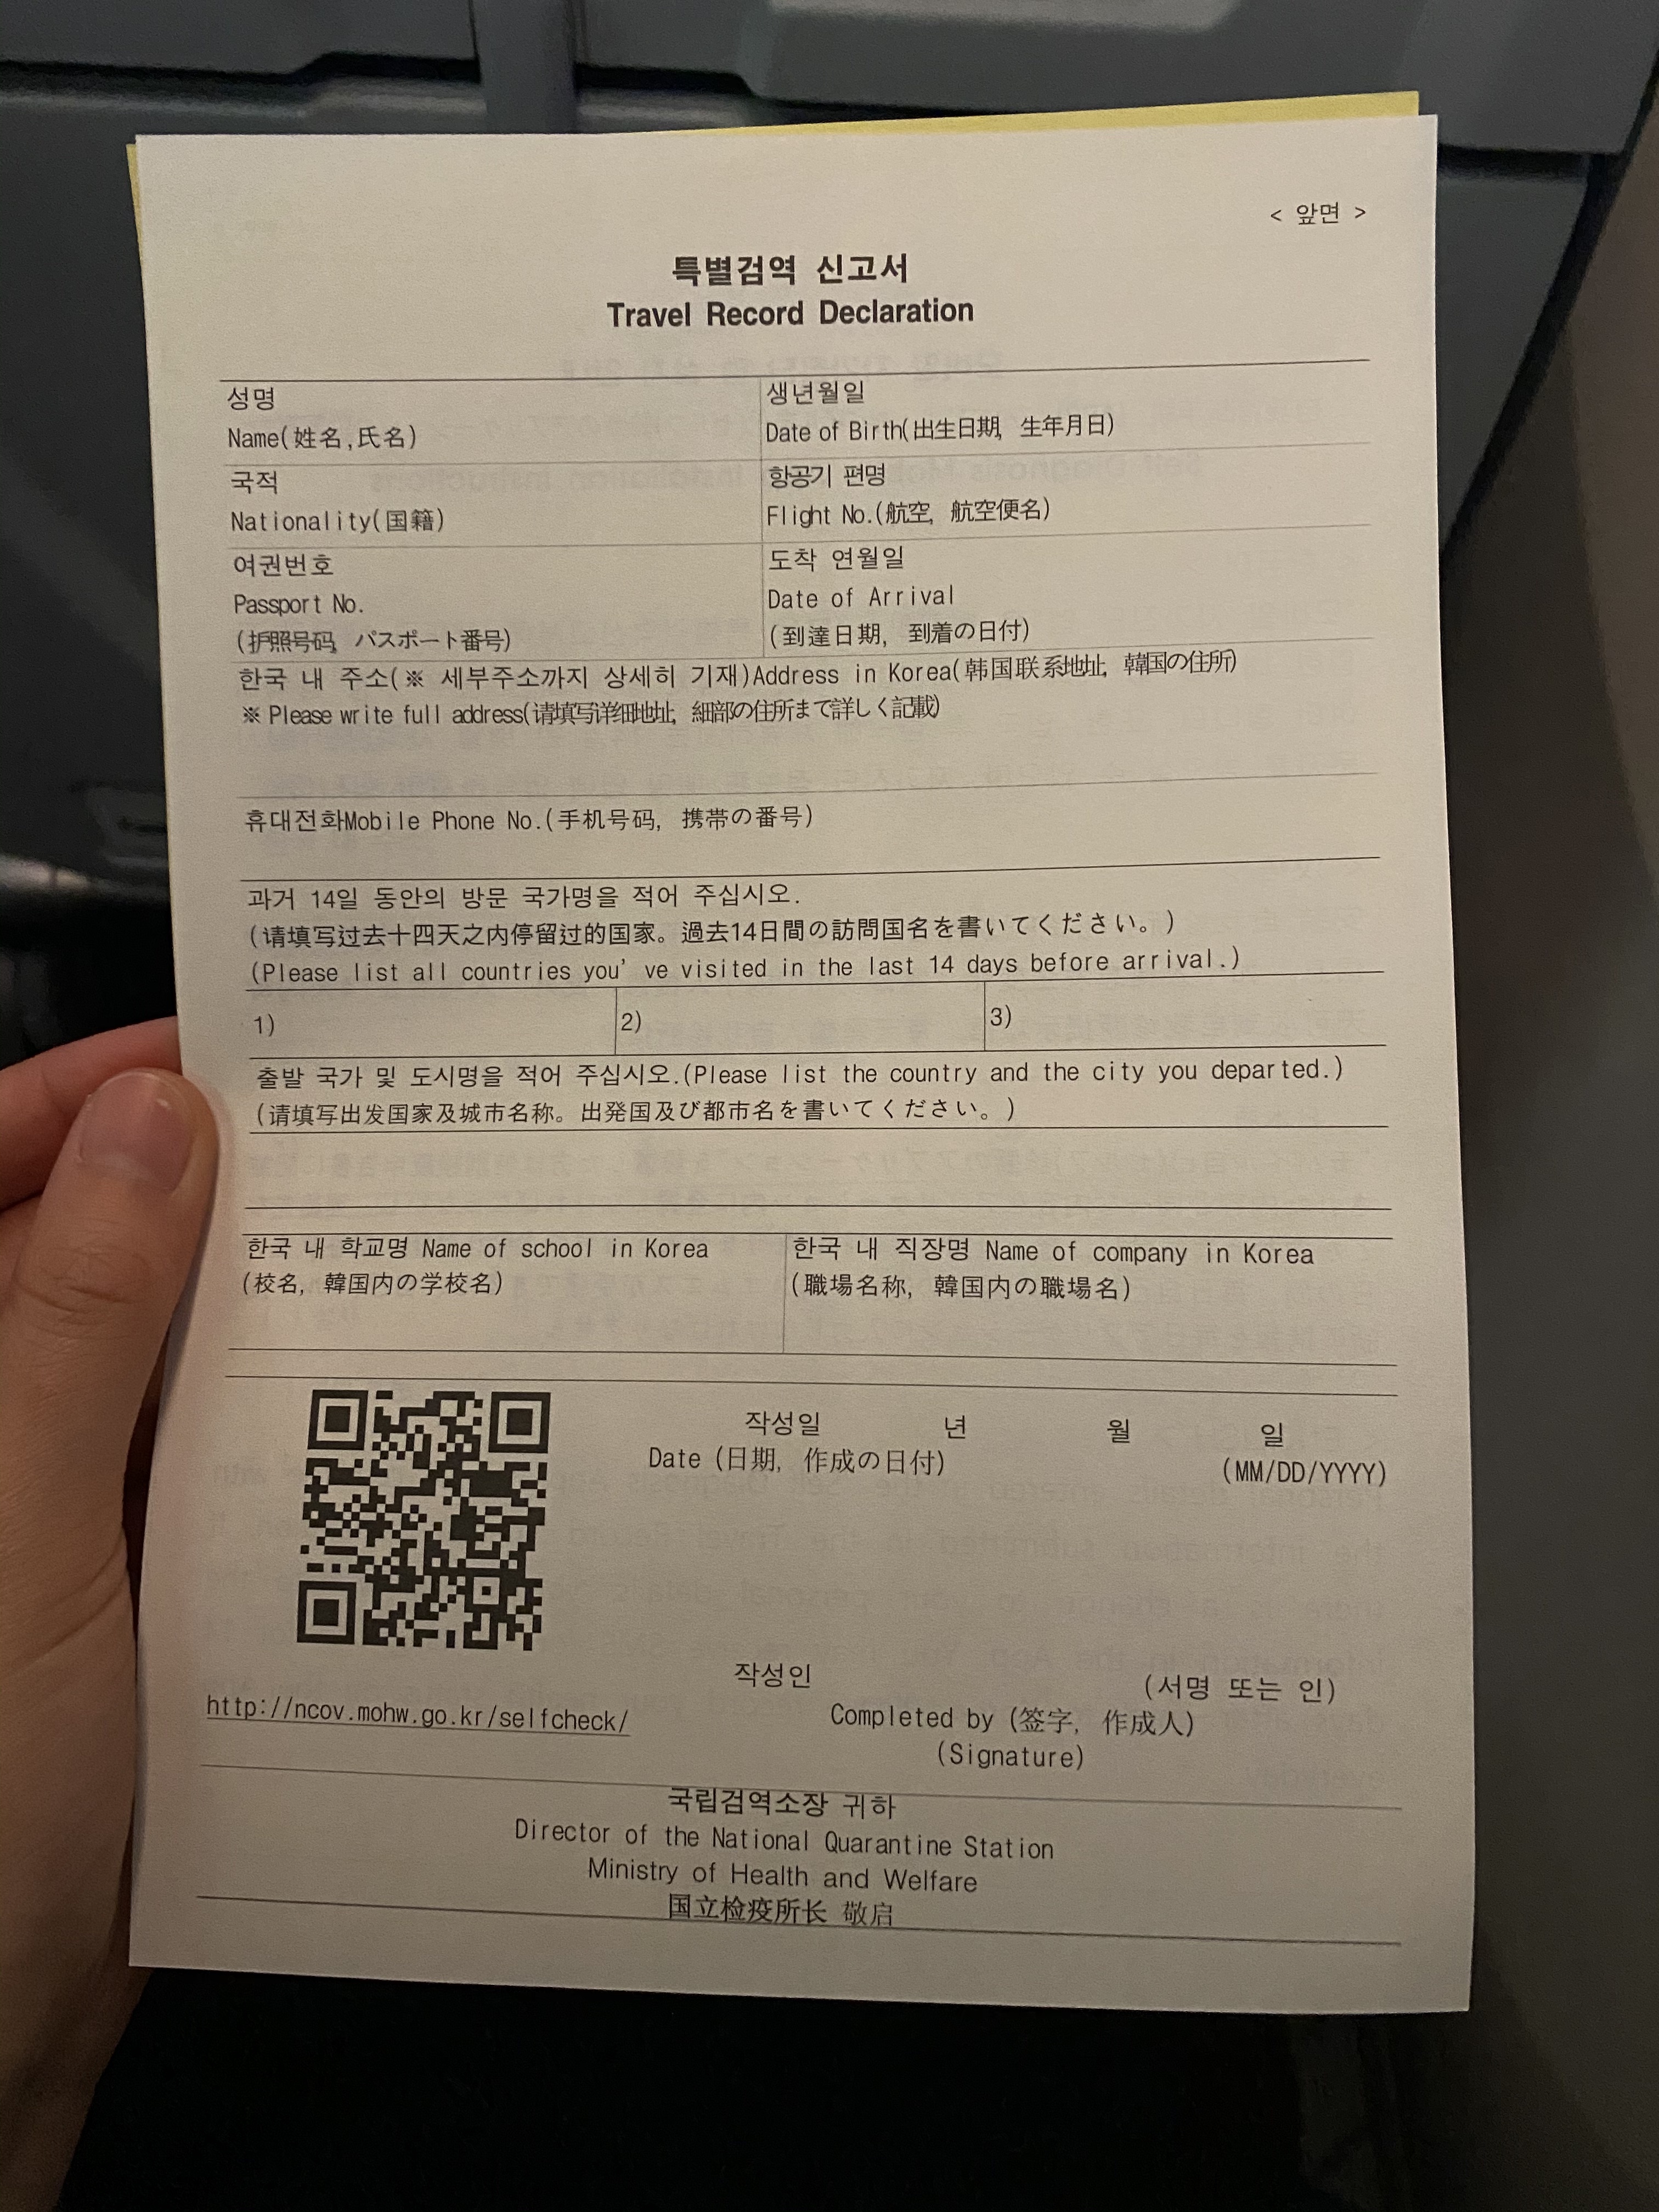 < 앞면 >
특별검역 신고서
Travel Record Declaration
성명
Name(姓名,氏名)
생년월일
Date of Birth(出生日期, 生年月日)
국적
Nationality(国籍)
항공기 편명
Flight No.(航空, 航空便名)
여권번호
Passport No.
(护照号码, パスポート番号)
도착 연월일
Date of Arrival
(到達日期, 到着の日付)
한국 내 주소(※ 세부주소까지 상세히 기재)Address in Korea(韩国联系地址, 韓国の住所)
※ Please write full address(请填写详细地址, 細部の住所まで詳しく記載)
휴대전화Mobile Phone No.(手机号码, 携帯の番号)
과거 14일 동안의 방문 국가명을 적어 주십시오.
(请填写过去十四天之内停留过的国家。過去14日間の訪問国名を書いてください。)
(Please list all countries you’ve visited in the last 14 days before arrival.)
1)
2)
3)
출발 국가 및 도시명을 적어 주십시오.(Please list the country and the city you departed.)
(请填写出发国家及城市名称。出発国及び都市名を書いてください。)
한국 내 학교명 Name of school in Korea
(校名, 韓国内の学校名)
한국 내 직장명 Name of company in Korea
(職場名称, 韓国内の職場名)
작성일 년 월 일
Date (日期, 作成の日付) (MM/DD/YYYY)
작성인 (서명 또는 인)
http://ncov.mohw.go.kr/selfcheck/
Completed by (签字, 作成人)
(Signature)
국립검역소장 귀하
Director of the National Quarantine Station
Ministry of Health and Welfare
国立检疫所长 敬启